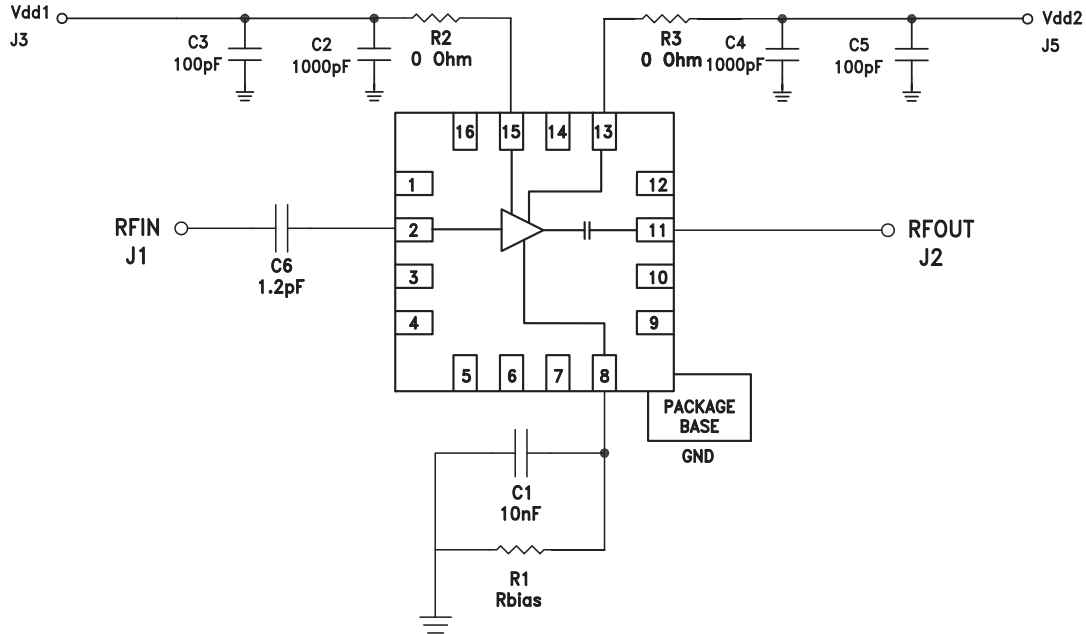 Vdd1
J3
C3
100pF
C2
1000pF
R2
0 Ohm
R3
0 Ohm
C4
1000pF
C5
100pF
Vdd2
J5
16
15
14
13
1
2
3
4
12
11
10
9
5
6
7
8
RFIN
J1
C6
1.2pF
RFOUT
J2
PACKAGE
BASE
GND
C1
10nF
R1
Rbias